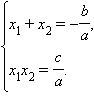 x₁ + x₂ = -b/a,
x₁x₂ = c/a.